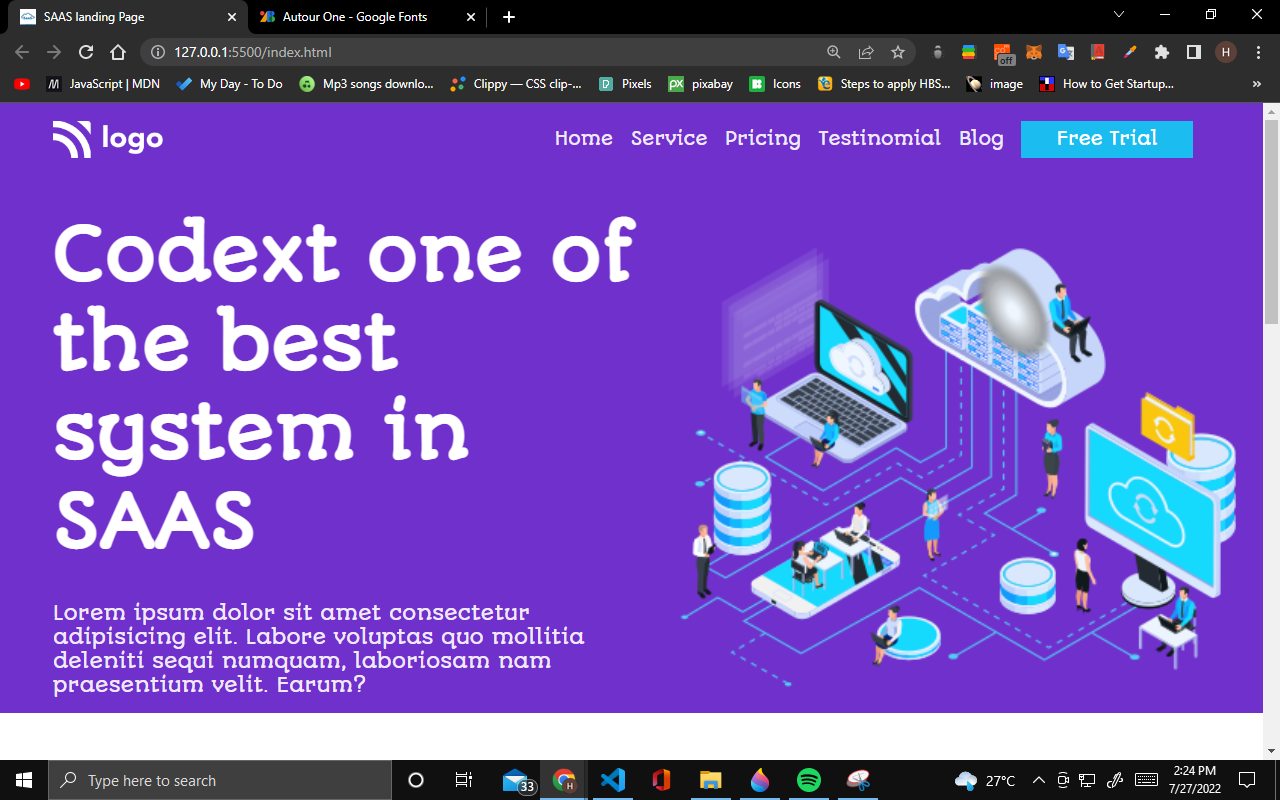 SAAS landing Page
Autour One - Google Fonts
127.0.0.1:5500/index.html
off
H
JavaScript | MDN
My Day - To Do
Mp3 songs downlo...
Clippy — CSS clip-...
Pixels
px
pixabay
Icons
Steps to apply HBS...
image
How to Get Startup...
»
logo
Home Service Pricing Testinomial Blog Free Trial
Codext one of
the best
system in
SAAS
Lorem ipsum dolor sit amet consectetur
adipisicing elit. Labore voluptas quo mollitia
deleniti sequi numquam, laboriosam nam
praesentium velit. Earum?
Type here to search
33
H
27°C
2:24 PM
7/27/2022